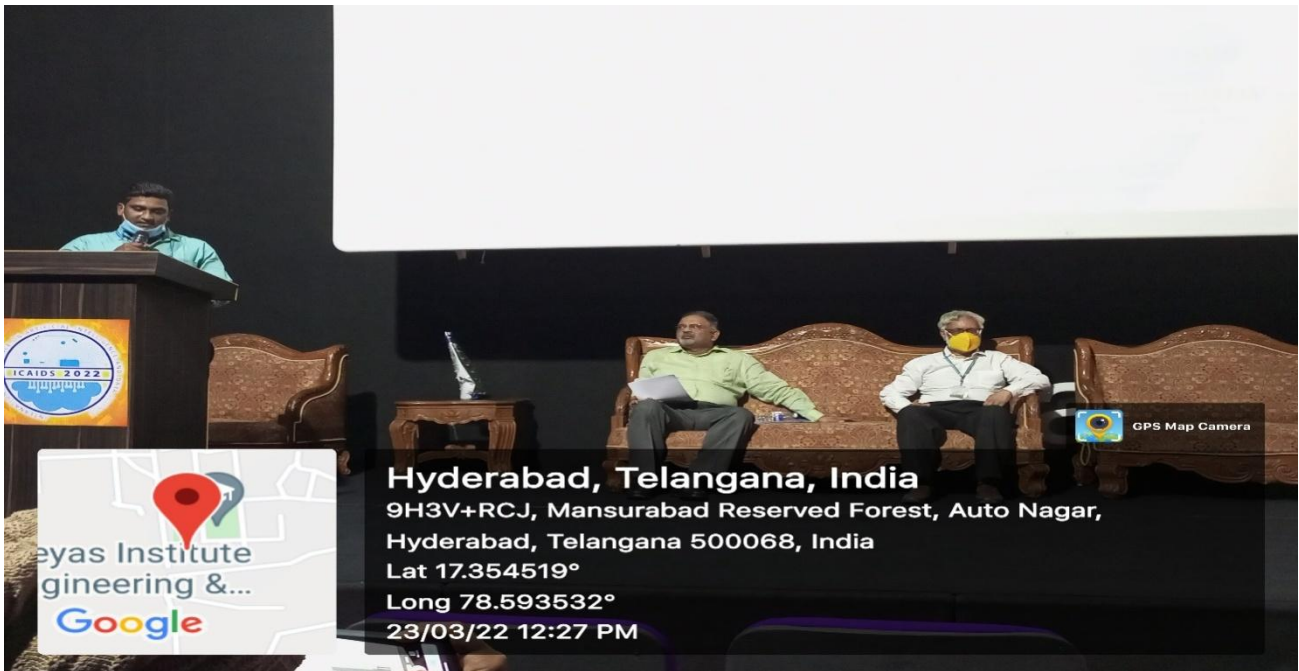 ICAIDS 2022
GPS Map Camera
Hyderabad, Telangana, India
9H3V+RCJ, Mansurabad Reserved Forest, Auto Nagar,
Hyderabad, Telangana 500068, India
Lat 17.354519°
Long 78.593532°
23/03/22 12:27 PM
eyas Institute
gineering &...
Google